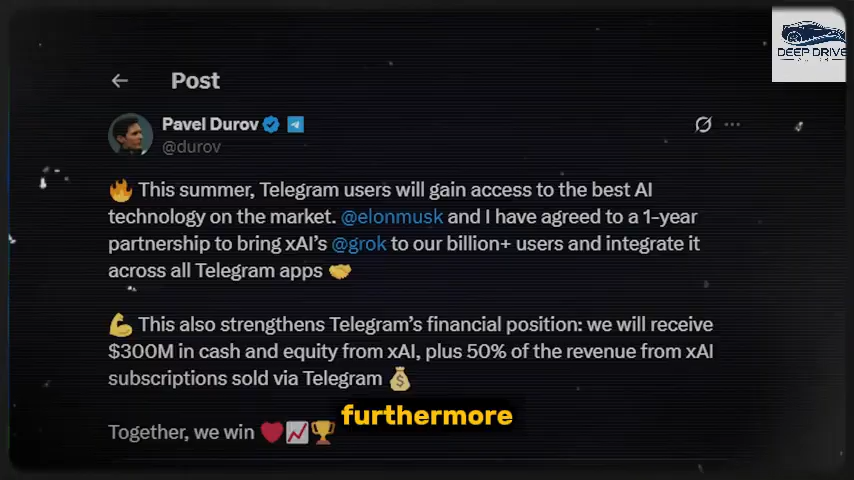 DEEP DRIVE
Post
Pavel Durov
@durov
🔥 This summer, Telegram users will gain access to the best AI
technology on the market. @elonmusk and I have agreed to a 1-year
partnership to bring xAI's @grok to our billion+ users and integrate it
across all Telegram apps 🤝
💪 This also strengthens Telegram's financial position: we will receive
$300M in cash and equity from xAI, plus 50% of the revenue from xAI
subscriptions sold via Telegram 💰
furthermore
Together, we win ❤️📈🏆